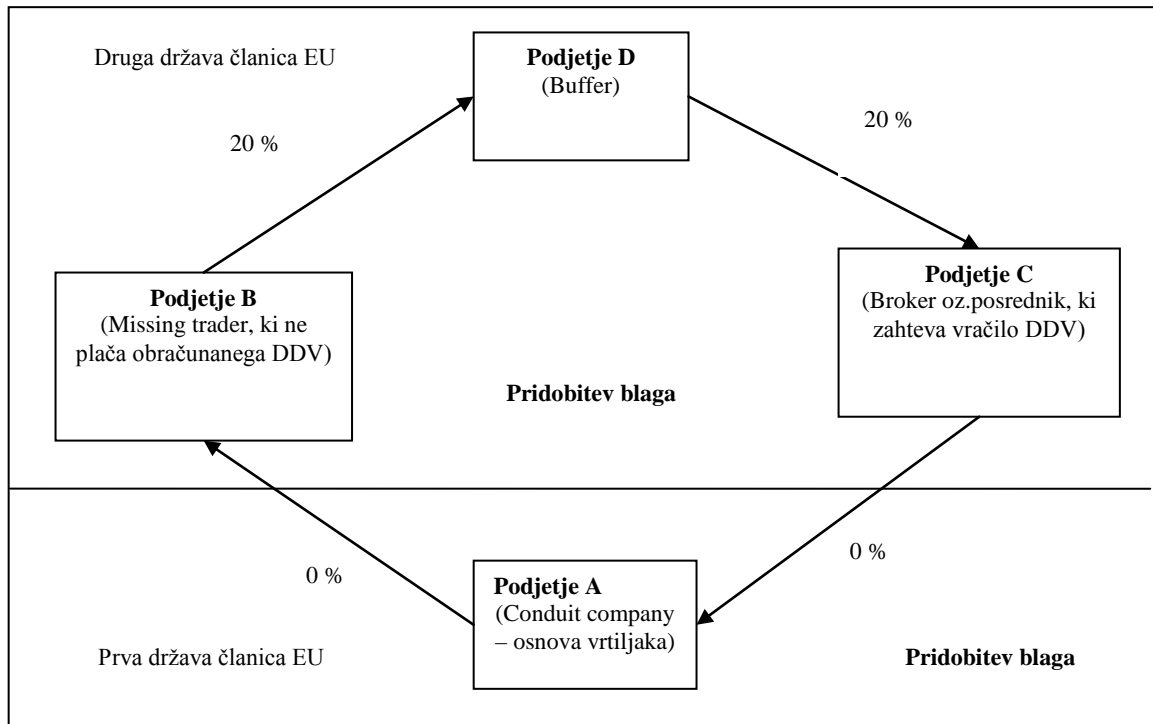 Druga država članica EU
Podjetje D
(Buffer)
20 %
20 %
Podjetje B
(Missing trader, ki ne
plača obračunanega DDV)
Podjetje C
(Broker oz.posrednik, ki
zahteva vračilo DDV)
Pridobitev blaga
0 %
0 %
Podjetje A
(Conduit company
– osnova vrtiljaka)
Prva država članica EU
Pridobitev blaga